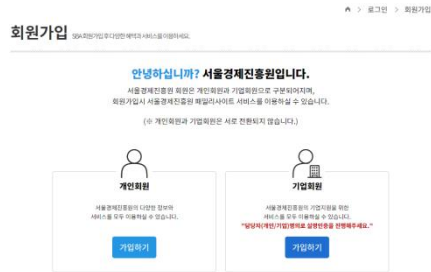 > 로그인 > 회원가입
회원가입 SBA회원가입 후 다양한 혜택과 서비스를 이용하세요.
안녕하십니까? 서울경제진흥원입니다.
서울경제진흥원 회원은 개인회원과 기업회원으로 구분되어지며,
회원가입시 서울경제진흥원 패밀리사이트 서비스를 이용하실 수 있습니다.
(※ 개인회원과 기업회원은 서로 전환되지 않습니다.)
개인회원
서울경제진흥원의 다양한 정보와
서비스를 모두 이용하실 수 있습니다.
가입하기
기업회원
서울경제진흥원의 기업지원을 위한
서비스를 모두 이용하실 수 있습니다.
"담당자(개인/기업)명의로 실명인증을 진행해주세요."
가입하기